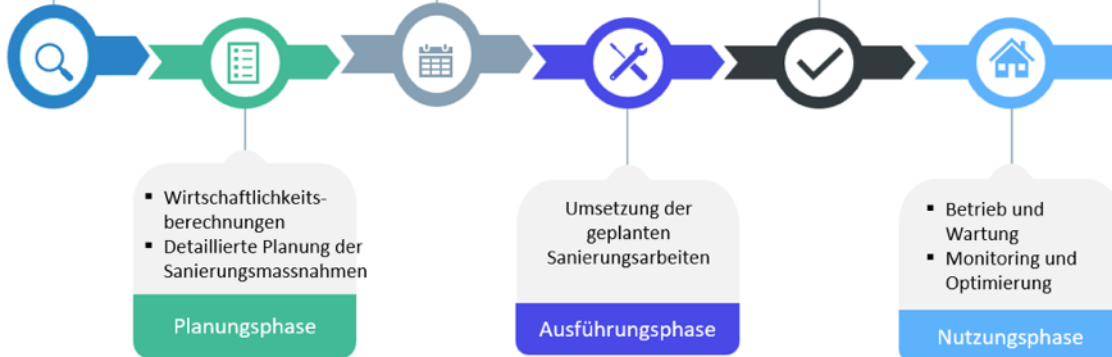 ▪ Wirtschaftlichkeits-
berechnungen
▪ Detaillierte Planung der
Sanierungsmassnahmen
Planungsphase
Umsetzung der
geplanten
Sanierungsarbeiten
Ausführungsphase
▪ Betrieb und
Wartung
▪ Monitoring und
Optimierung
Nutzungsphase